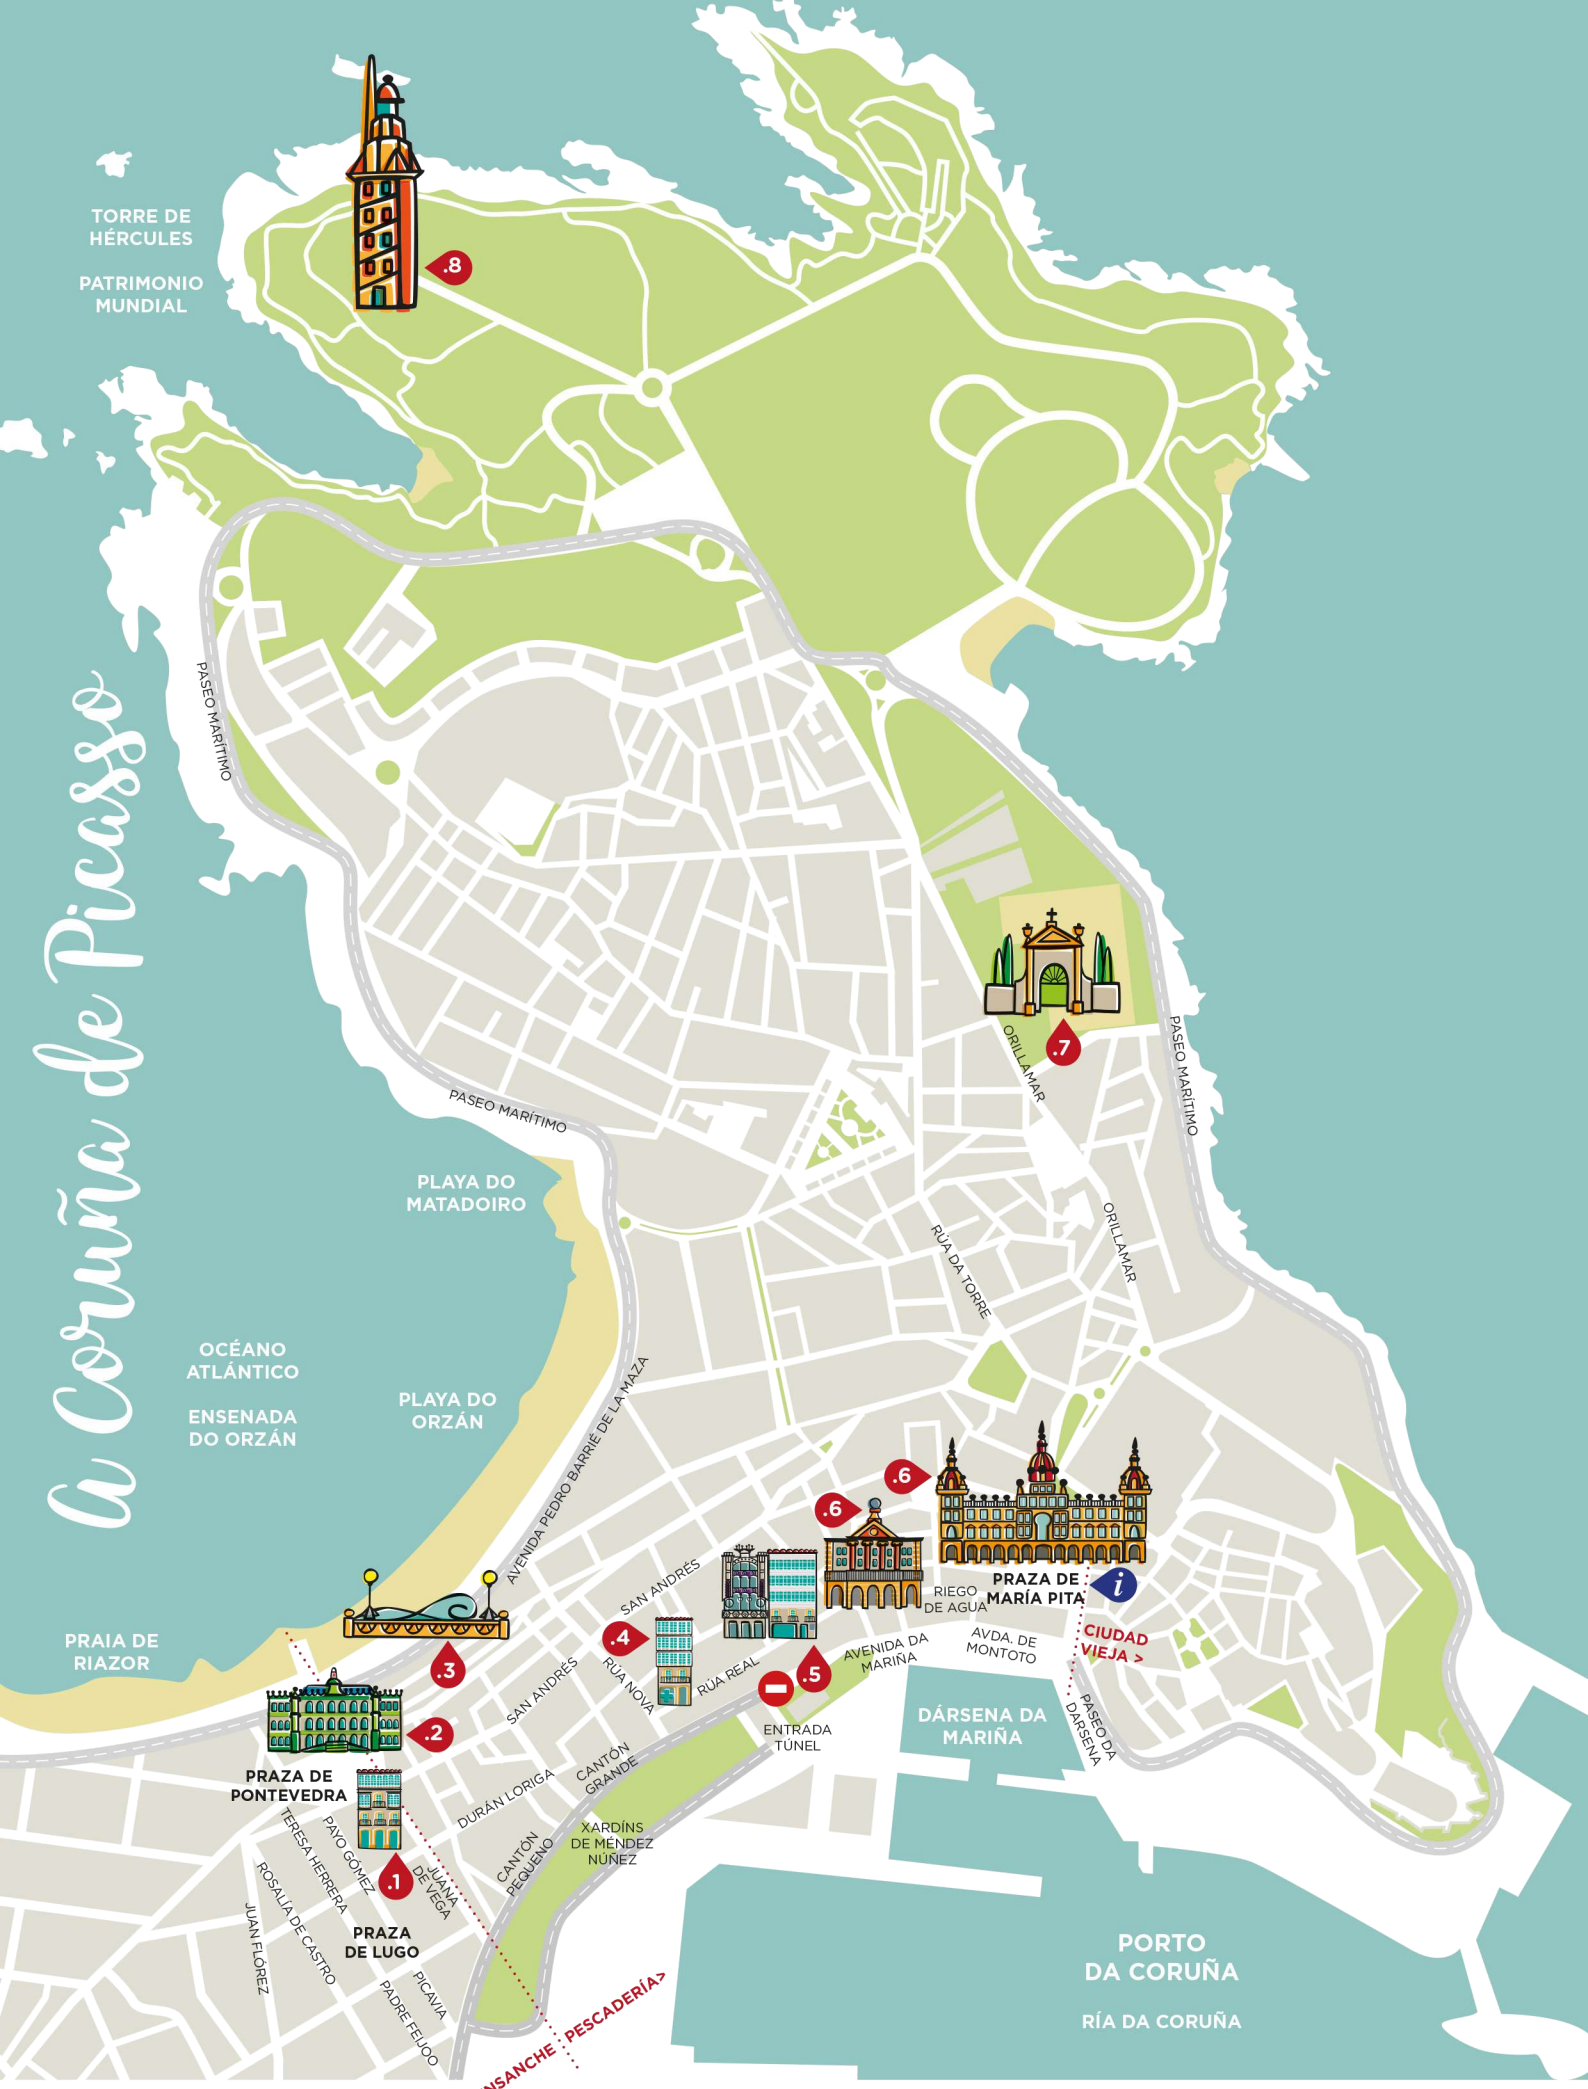 TORRE DE
HÉRCULES
PATRIMONIO
MUNDIAL
.8
A Coruña de Picasso
PASEO MARÍTIMO
.7
ORILLAMAR
PASEO MARÍTIMO
PASEO MARÍTIMO
PLAYA DO
MATADOIRO
ORILLAMAR
RÚA DA TORRE
OCÉANO
ATLÁNTICO
ENSENADA
DO ORZÁN
PLAYA DO
ORZÁN
AVENIDA PEDRO BARRIÉ DE LA MAZA
.6
.6
PRAZA DE
MARÍA PITA
i
RIEGO
DE AGUA
SAN ANDRÉS
CIUDAD
VIEJA >
AVDA. DE
MONTOTO
AVENIDA DA
MARIÑA
PRAIA DE
RIAZOR
.3
.4
.5
RÚA NOVA
RÚA REAL
SAN ANDRÉS
.2
ENTRADA
TÚNEL
DÁRSENA DA
MARIÑA
PASEO DA
DARSENA
PRAZA DE
PONTEVEDRA
CANTÓN
GRANDE
DURÁN LORIGA
XARDÍNS
DE MÉNDEZ
NÚÑEZ
CANTÓN
PEQUENO
TERESA HERRERA
PAYO GÓMEZ
.1
JUANA
DE VEGA
ROSALÍA DE CASTRO
JUAN FLÓREZ
PRAZA
DE LUGO
PICAVIA
PADRE FEIJOO
PORTO
DA CORUÑA
RÍA DA CORUÑA
PESCADERÍA>
NSANCHE